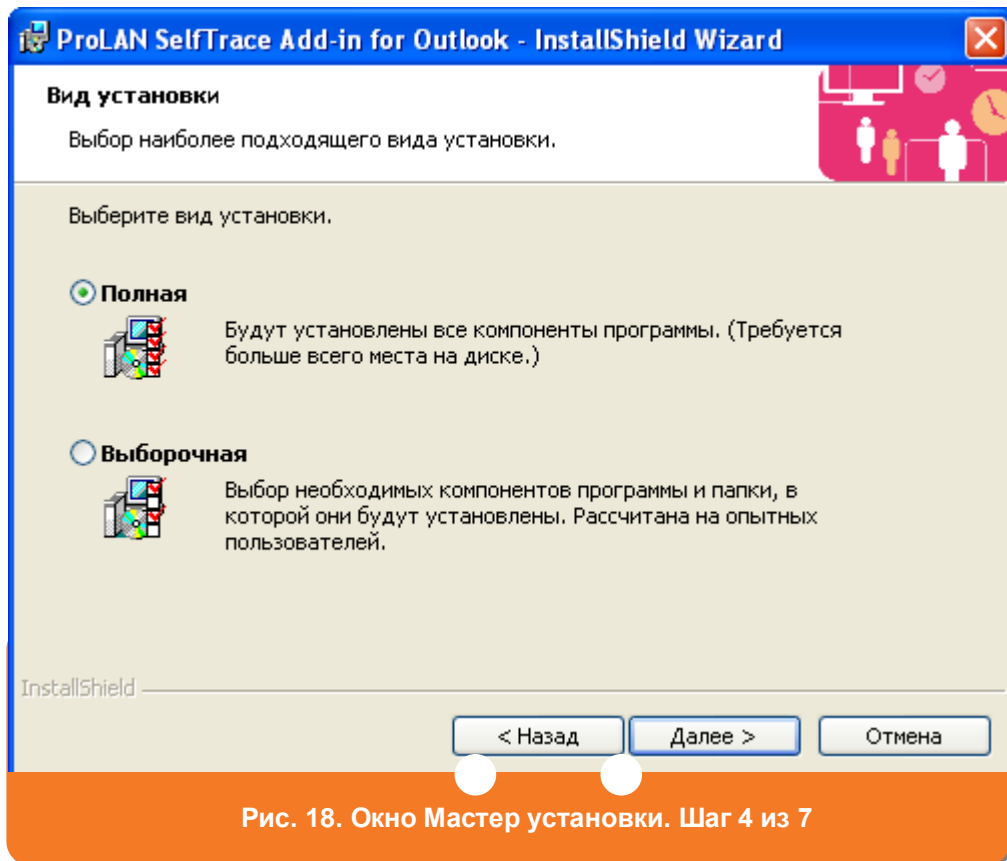 ProLAN SelfTrace Add-in for Outlook - InstallShield Wizard
Вид установки
Выбор наиболее подходящего вида установки.
Выберите вид установки.
Полная
Будут установлены все компоненты программы. (Требуется
больше всего места на диске.)
Выборочная
Выбор необходимых компонентов программы и папки, в
которой они будут установлены. Рассчитана на опытных
пользователей.
InstallShield
< Назад Далее > Отмена
Рис. 18. Окно Мастер установки. Шаг 4 из 7